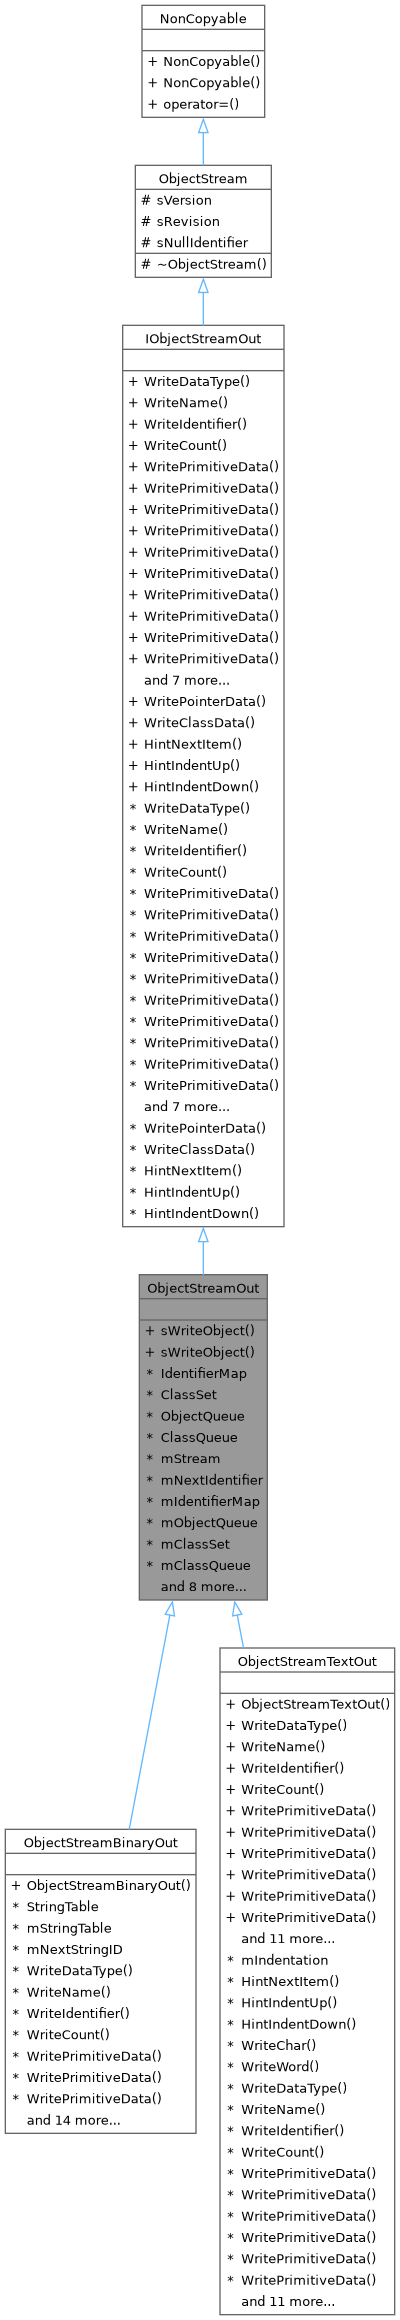 NonCopyable
+ NonCopyable()
+ NonCopyable()
+ operator=()
ObjectStream
# sVersion
# sRevision
# sNullIdentifier
# ~ObjectStream()
IObjectStreamOut
+ WriteDataType()
+ WriteName()
+ WriteIdentifier()
+ WriteCount()
+ WritePrimitiveData()
+ WritePrimitiveData()
+ WritePrimitiveData()
+ WritePrimitiveData()
+ WritePrimitiveData()
+ WritePrimitiveData()
+ WritePrimitiveData()
+ WritePrimitiveData()
+ WritePrimitiveData()
+ WritePrimitiveData()
and 7 more...
+ WritePointerData()
+ WriteClassData()
+ HintNextItem()
+ HintIndentUp()
+ HintIndentDown()
* WriteDataType()
* WriteName()
* WriteIdentifier()
* WriteCount()
* WritePrimitiveData()
* WritePrimitiveData()
* WritePrimitiveData()
* WritePrimitiveData()
* WritePrimitiveData()
* WritePrimitiveData()
* WritePrimitiveData()
* WritePrimitiveData()
* WritePrimitiveData()
* WritePrimitiveData()
and 7 more...
* WritePointerData()
* WriteClassData()
* HintNextItem()
* HintIndentUp()
* HintIndentDown()
ObjectStreamOut
+ sWriteObject()
+ sWriteObject()
* IdentifierMap
* ClassSet
* ObjectQueue
* ClassQueue
* mStream
* mNextIdentifier
* mIdentifierMap
* mObjectQueue
* mClassSet
* mClassQueue
and 8 more...
ObjectStreamBinaryOut
+ ObjectStreamBinaryOut()
* StringTable
* mStringTable
* mNextStringID
* WriteDataType()
* WriteName()
* WriteIdentifier()
* WriteCount()
* WritePrimitiveData()
* WritePrimitiveData()
* WritePrimitiveData()
and 14 more...
ObjectStreamTextOut
+ ObjectStreamTextOut()
+ WriteDataType()
+ WriteName()
+ WriteIdentifier()
+ WriteCount()
+ WritePrimitiveData()
+ WritePrimitiveData()
+ WritePrimitiveData()
+ WritePrimitiveData()
+ WritePrimitiveData()
+ WritePrimitiveData()
and 11 more...
* mIndentation
* HintNextItem()
* HintIndentUp()
* HintIndentDown()
* WriteChar()
* WriteWord()
* WriteDataType()
* WriteName()
* WriteIdentifier()
* WriteCount()
* WritePrimitiveData()
* WritePrimitiveData()
* WritePrimitiveData()
* WritePrimitiveData()
* WritePrimitiveData()
* WritePrimitiveData()
and 11 more...